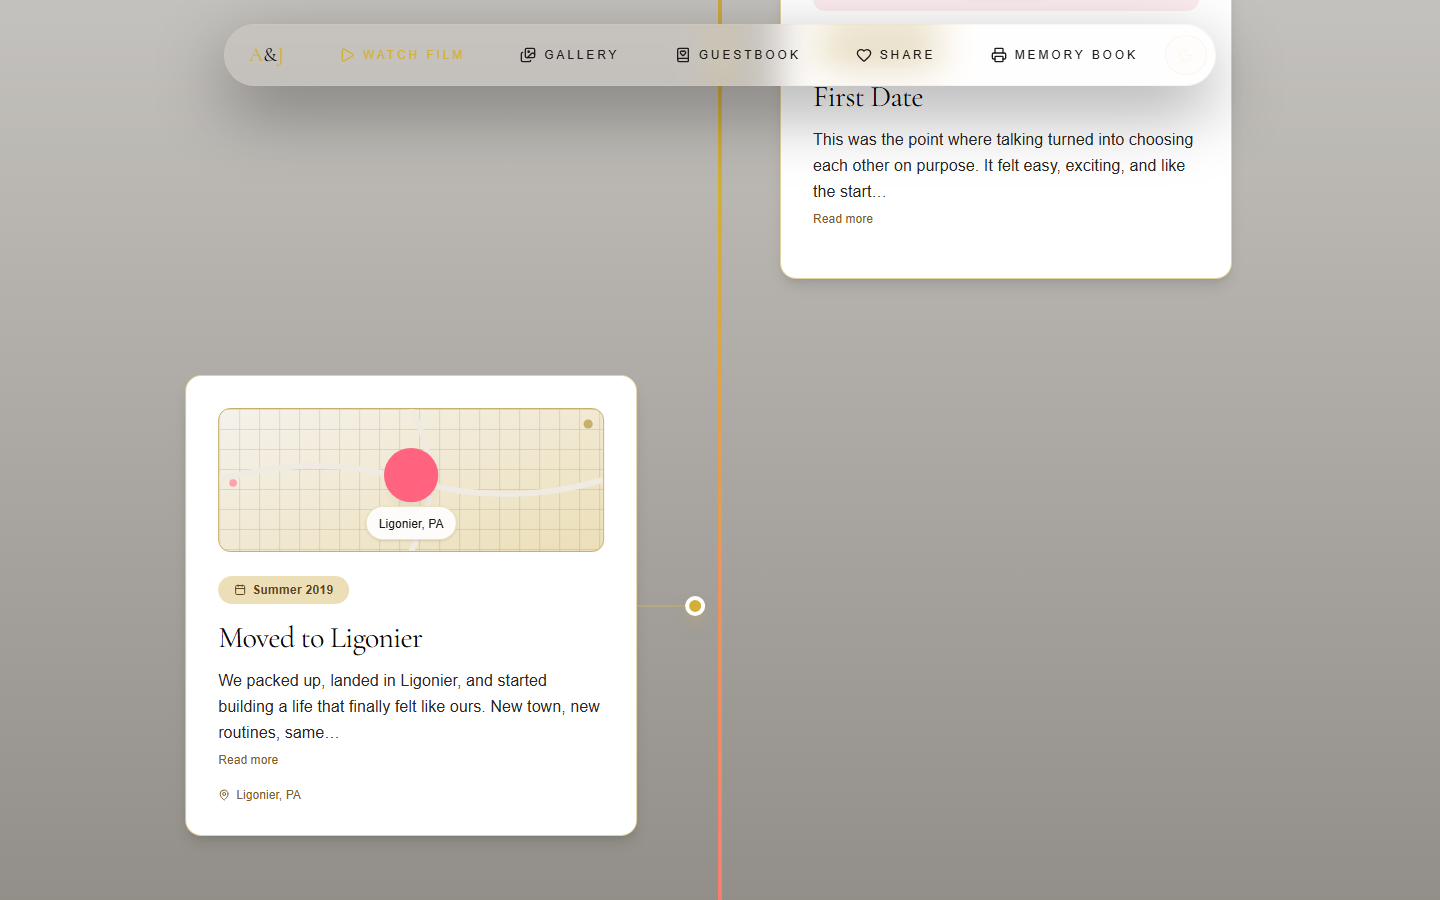 A&J
WATCH FILM
GALLERY
GUESTBOOK
SHARE
MEMORY BOOK
First Date
This was the point where talking turned into choosing
each other on purpose. It felt easy, exciting, and like
the start…
Read more
Ligonier, PA
Summer 2019
Moved to Ligonier
We packed up, landed in Ligonier, and started
building a life that finally felt like ours. New town, new
routines, same…
Read more
Ligonier, PA